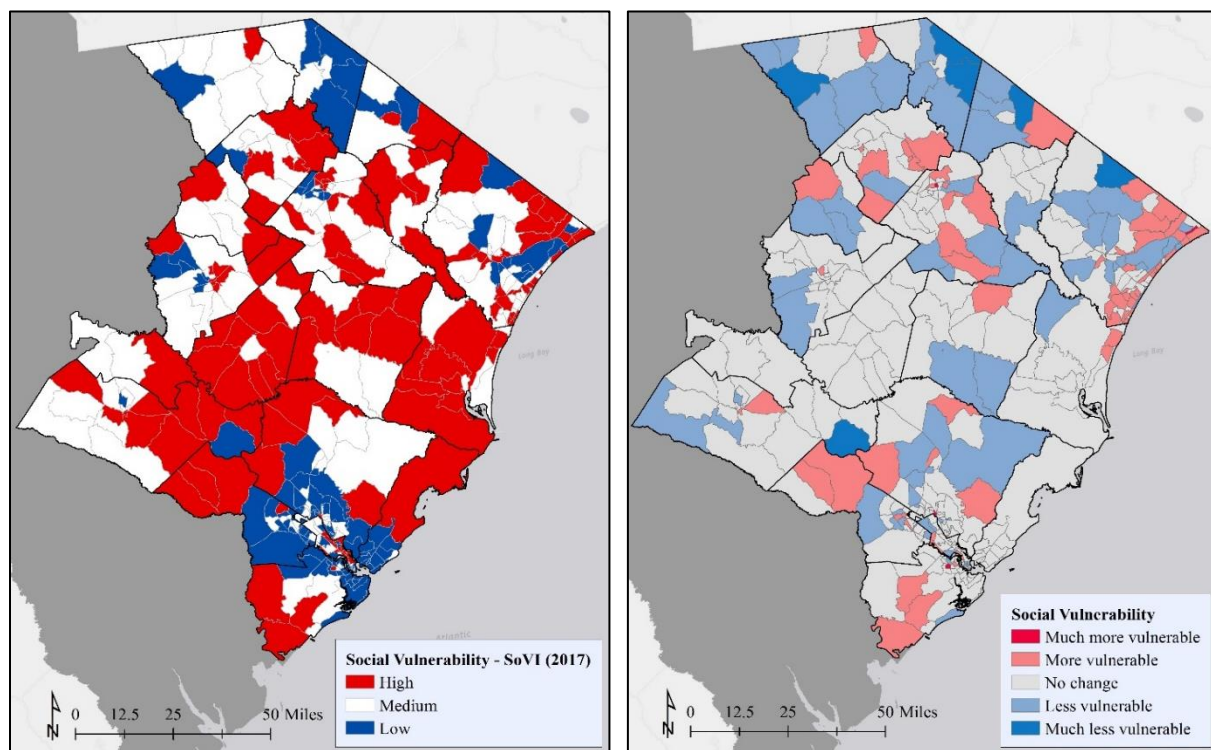 Long Bay
Atlantic
Social Vulnerability - SoVI (2017)
High
Medium
Low
N
0 12.5 25 50 Miles
Long Bay
Social Vulnerability
Much more vulnerable
More vulnerable
No change
Less vulnerable
Much less vulnerable
N
0 12.5 25 50 Miles